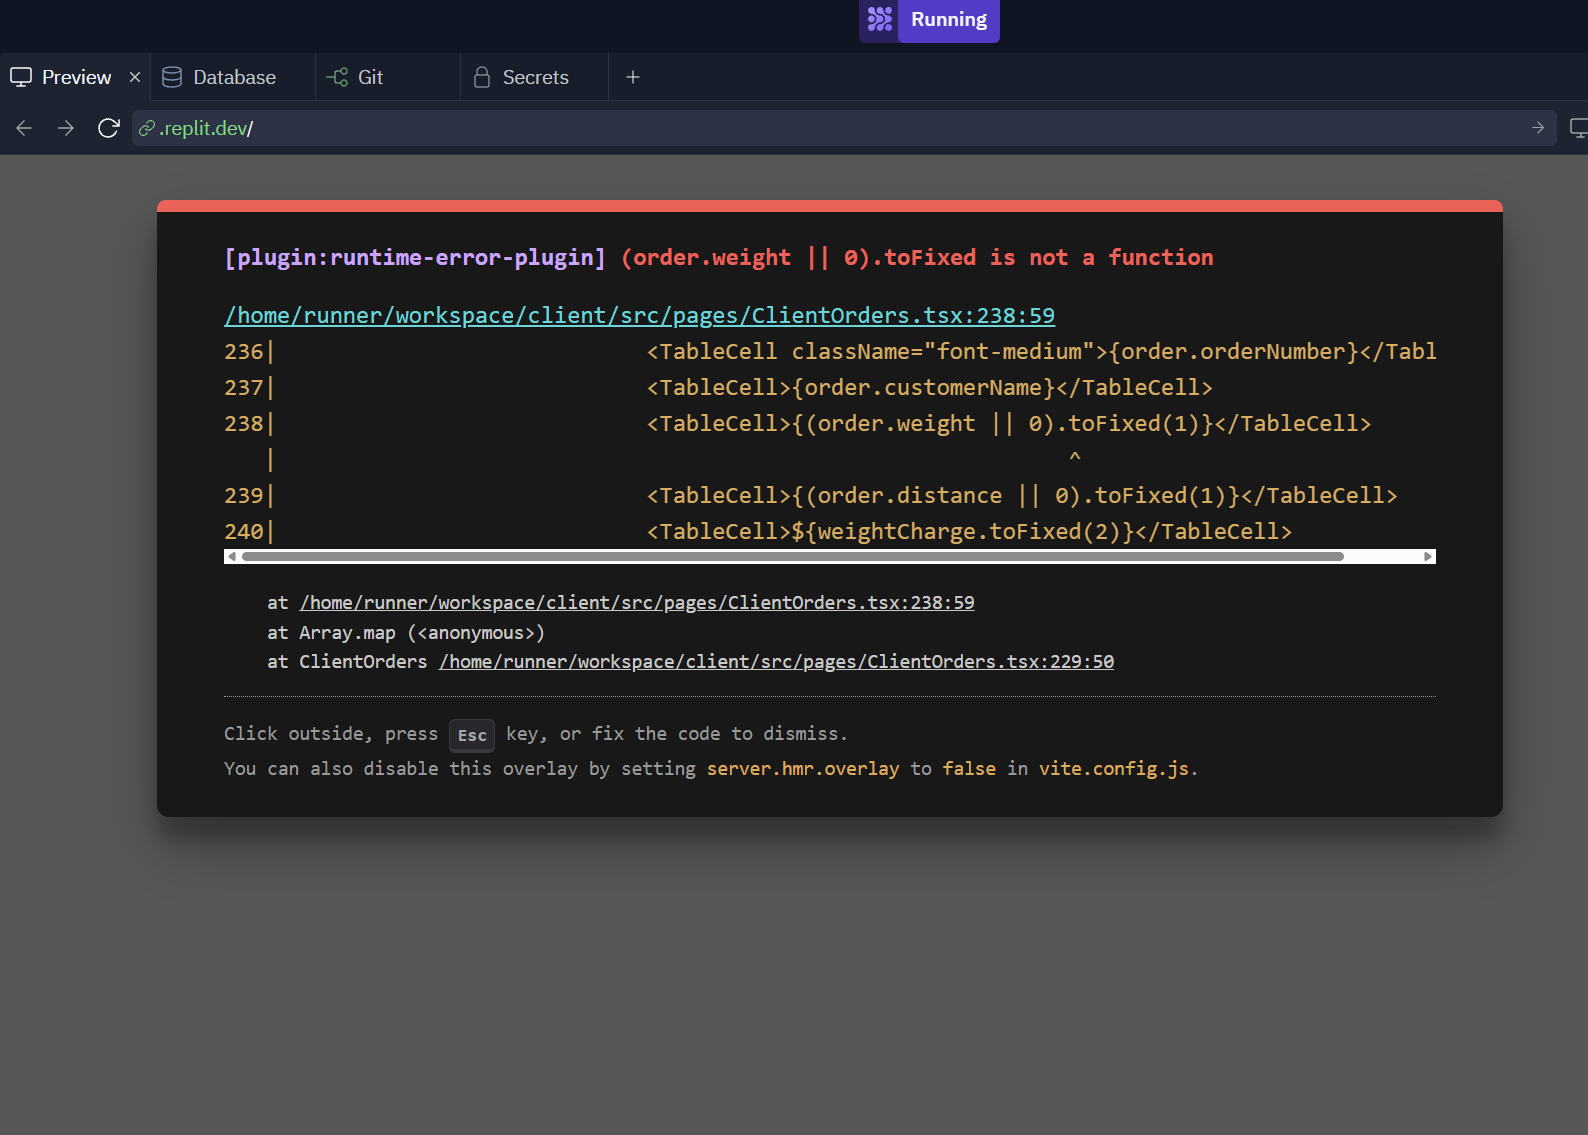 Running
Preview × Database Git Secrets +
.replit.dev/
[plugin:runtime-error-plugin] (order.weight || 0).toFixed is not a function
/home/runner/workspace/client/src/pages/ClientOrders.tsx:238:59
236| <TableCell className="font-medium">{order.orderNumber}</Tabl
237| <TableCell>{order.customerName}</TableCell>
238| <TableCell>{(order.weight || 0).toFixed(1)}</TableCell>
| ^
239| <TableCell>{(order.distance || 0).toFixed(1)}</TableCell>
240| <TableCell>${weightCharge.toFixed(2)}</TableCell>
at /home/runner/workspace/client/src/pages/ClientOrders.tsx:238:59
at Array.map (<anonymous>)
at ClientOrders /home/runner/workspace/client/src/pages/ClientOrders.tsx:229:50
Click outside, press Esc key, or fix the code to dismiss.
You can also disable this overlay by setting server.hmr.overlay to false in vite.config.js.